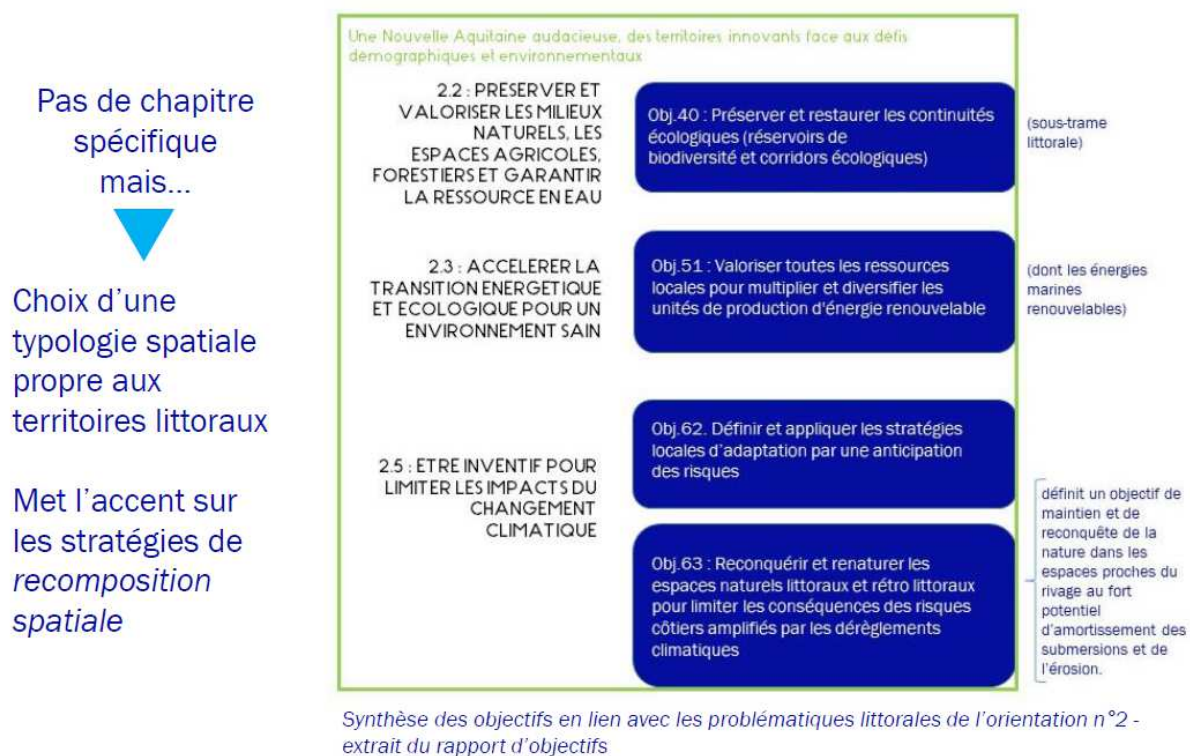 Pas de chapitre
spécifique
mais...
Choix d'une
typologie spatiale
propre aux
territoires littoraux
Met l'accent sur
les stratégies de
recomposition
spatiale
Une Nouvelle Aquitaine audacieuse, des territoires innovants face aux défis
démographiques et environnementaux
2.2 : PRESERVER ET
VALORISER LES MILIEUX
NATURELS, LES
ESPACES AGRICOLES,
FORESTIERS ET GARANTIR
LA RESSOURCE EN EAU
Obj.40 : Préserver et restaurer les continuités
écologiques (réservoirs de
biodiversité et corridors écologiques)
(sous-trame
littorale)
2.3 : ACCELERER LA
TRANSITION ENERGETIQUE
ET ECOLOGIQUE POUR UN
ENVIRONNEMENT SAIN
Obj.51 : Valoriser toutes les ressources
locales pour multiplier et diversifier les
unités de production d'énergie renouvelable
(dont les énergies
marines
renouvelables)
2.5 : ETRE INVENTIF POUR
LIMITER LES IMPACTS DU
CHANGEMENT
CLIMATIQUE
Obj.62. Définir et appliquer les stratégies
locales d'adaptation par une anticipation
des risques
Obj.63 : Reconquérir et renaturer les
espaces naturels littoraux et rétro littoraux
pour limiter les conséquences des risques
côtiers amplifiés par les dérèglements
climatiques
définit un objectif de
maintien et de
reconquête de la
nature dans les
espaces proches du
rivage au fort
potentiel
d'amortissement des
submersions et de
l'érosion.
Synthèse des objectifs en lien avec les problématiques littorales de l'orientation n°2 -
extrait du rapport d'objectifs